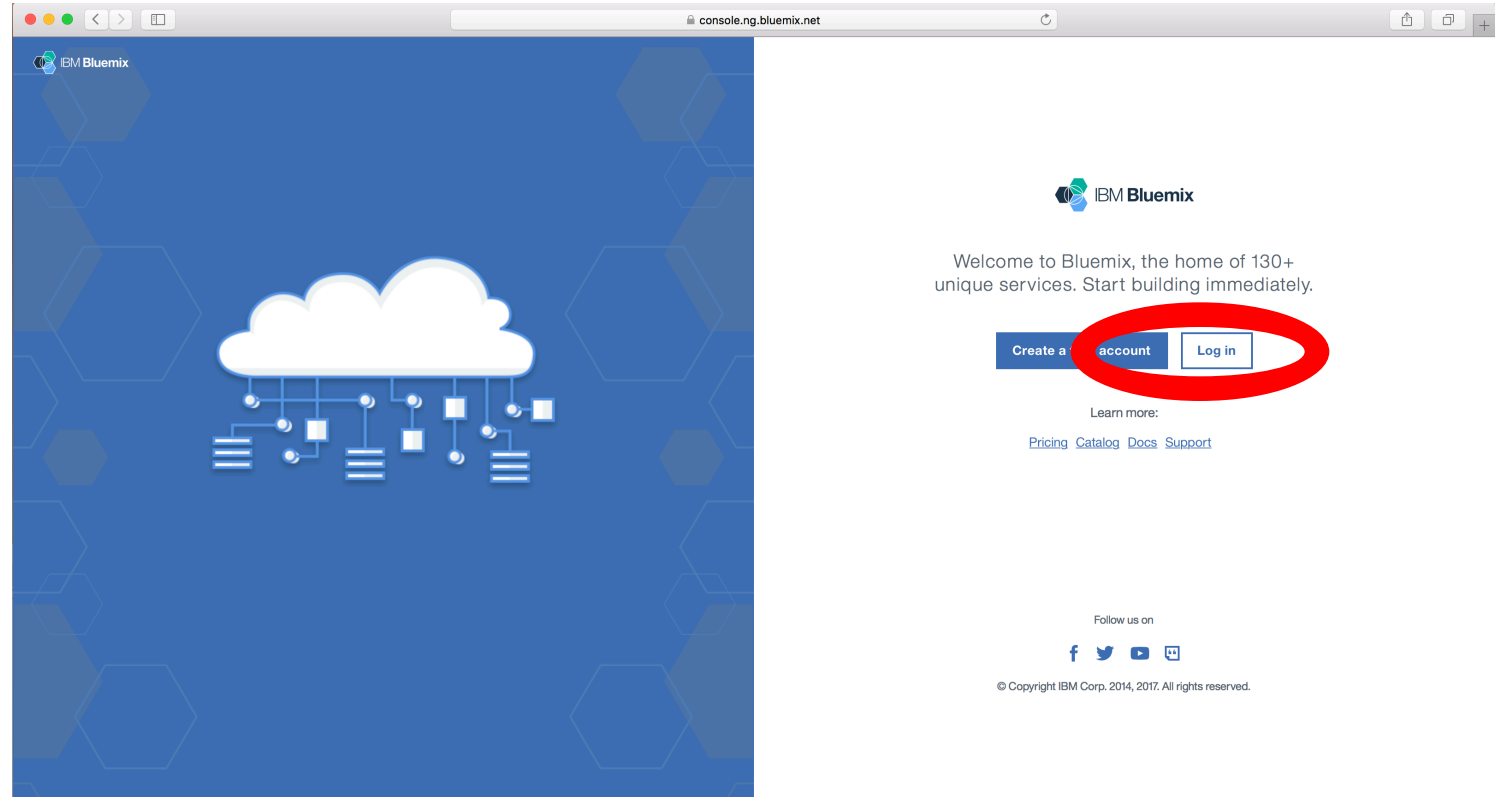 console.ng.bluemix.net
IBM Bluemix
IBM Bluemix
Welcome to Bluemix, the home of 130+
unique services. Start building immediately.
Create a account
Log in
Learn more:
Pricing Catalog Docs Support
Follow us on
© Copyright IBM Corp. 2014, 2017. All rights reserved.